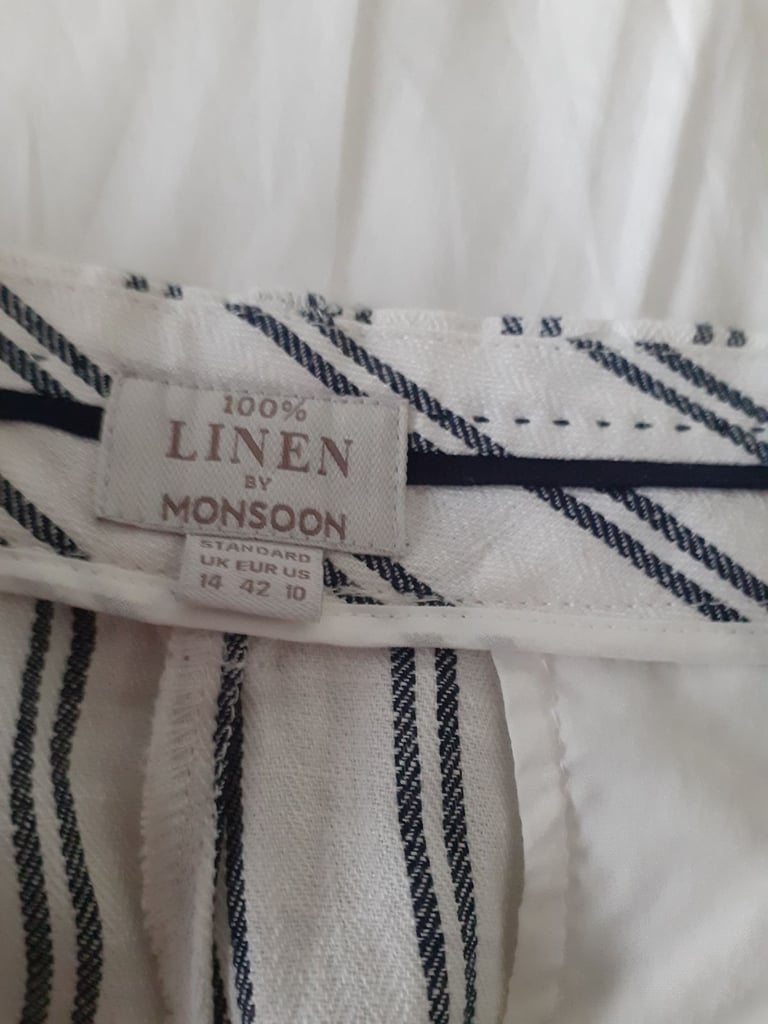 100%
LINEN
BY
MONSOON
STANDARD
UK EUR US
14 42 10